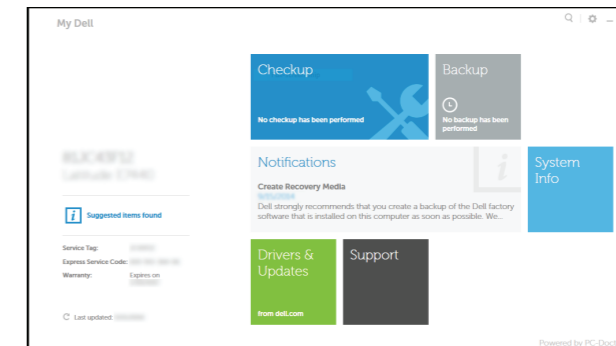 My Dell
Checkup
No checkup has been performed
Backup
No backup has been
performed
Notifications
Create Recovery Media
Dell strongly recommends that you create a backup of the Dell factory
software that is installed on this computer as soon as possible. We...
System
Info
Suggested items found
Service Tag:
Express Service Code:
Warranty: Expires on
Last updated:
Drivers &
Updates
from dell.com
Support
Powered by